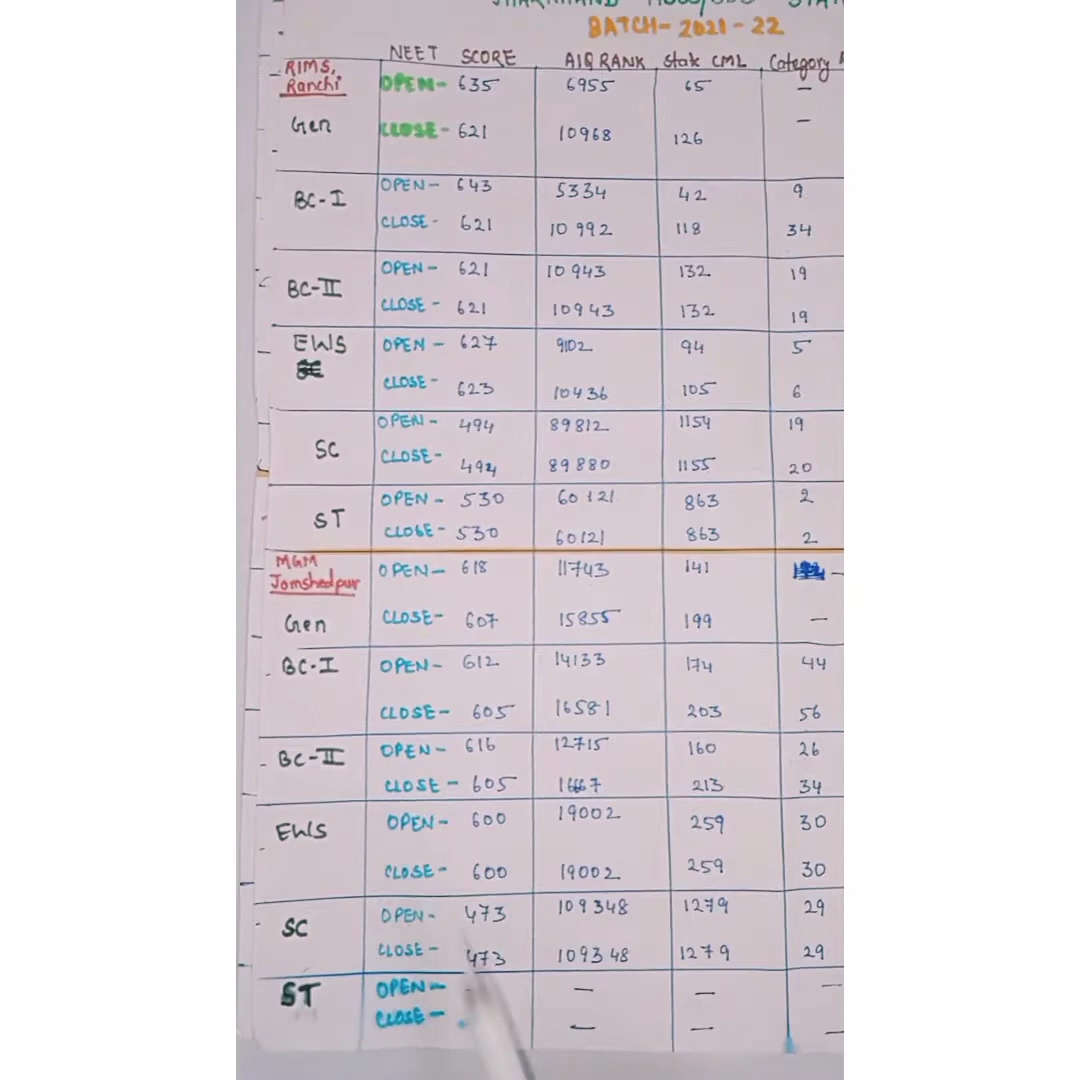 BATCH- 2021-22
NEET SCORE AIQ RANK State CML Category
RIMS, Ranchi OPEN- 635 6955 65 —
Gen CLOSE- 621 10968 126 —
BC-I OPEN- 643 5334 42 9
CLOSE- 621 10992 118 34
BC-II OPEN- 621 10943 132 19
CLOSE- 621 10943 132 19
EWS OPEN- 627 9102 94 5
CLOSE- 623 10436 105 6
SC OPEN- 494 89812 1154 19
CLOSE- 494 89880 1155 20
ST OPEN- 530 60121 863 2
CLOSE- 530 60121 863 2
MGM Jamshedpur OPEN- 618 11743 141 —
Gen CLOSE- 607 15855 199 —
BC-I OPEN- 612 14133 174 44
CLOSE- 605 16581 203 56
BC-II OPEN- 616 12715 160 26
CLOSE- 605 16667 213 34
EWS OPEN- 600 19002 259 30
CLOSE- 600 19002 259 30
SC OPEN- 473 109348 1279 29
CLOSE- 473 109348 1279 29
ST OPEN- — — —
CLOSE- — — —